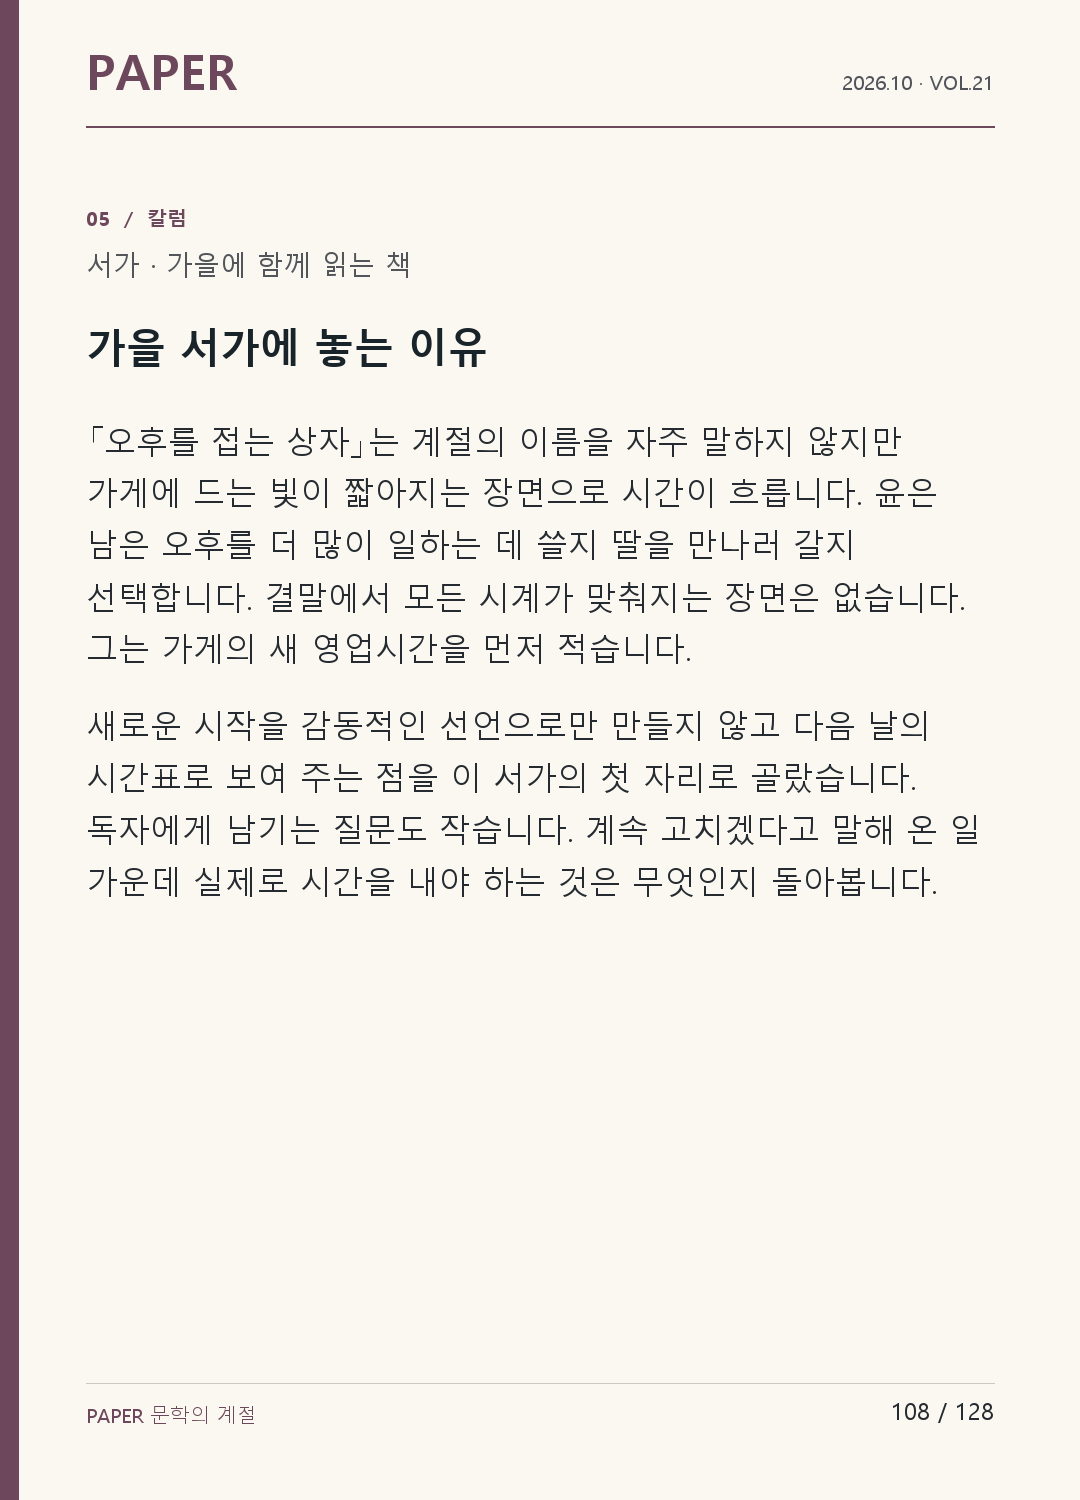 PAPER
2026.10 · VOL.21
05 / 칼럼
서가 · 가을에 함께 읽는 책
가을 서가에 놓는 이유
「오후를 접는 상자」는 계절의 이름을 자주 말하지 않지만
가게에 드는 빛이 짧아지는 장면으로 시간이 흐릅니다. 윤은
남은 오후를 더 많이 일하는 데 쓸지 딸을 만나러 갈지
선택합니다. 결말에서 모든 시계가 맞춰지는 장면은 없습니다.
그는 가게의 새 영업시간을 먼저 적습니다.
새로운 시작을 감동적인 선언으로만 만들지 않고 다음 날의
시간표로 보여 주는 점을 이 서가의 첫 자리로 골랐습니다.
독자에게 남기는 질문도 작습니다. 계속 고치겠다고 말해 온 일
가운데 실제로 시간을 내야 하는 것은 무엇인지 돌아봅니다.
PAPER 문학의 계절
108 / 128